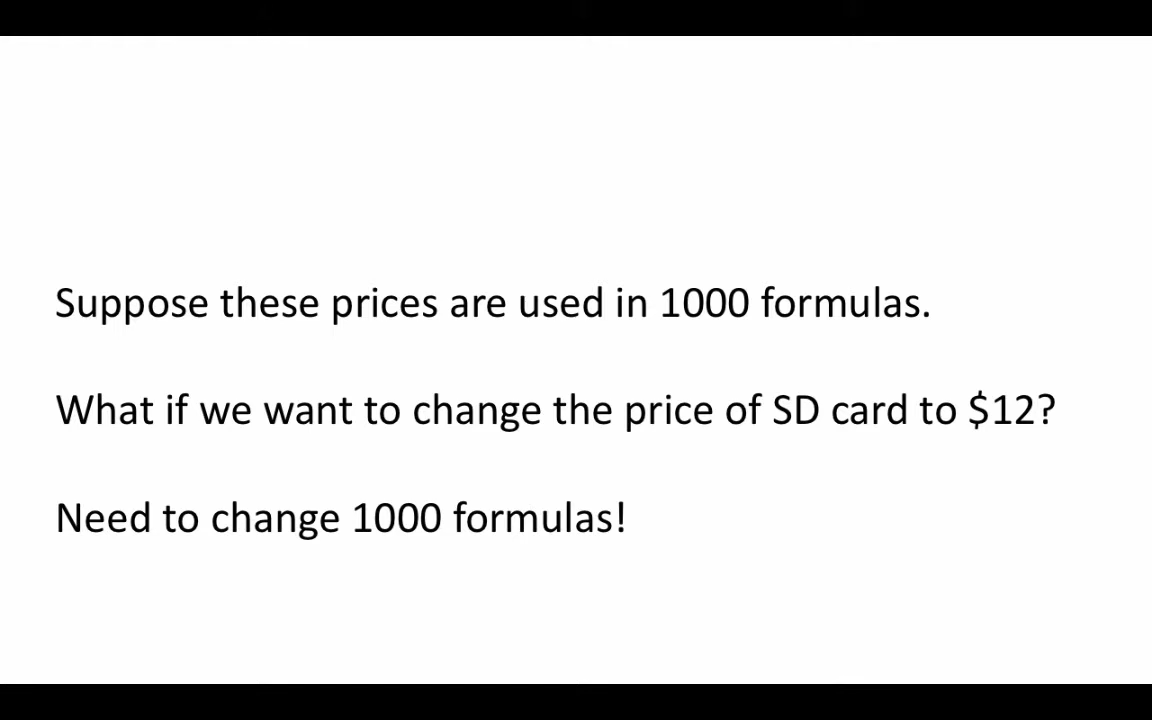 Suppose these prices are used in 1000 formulas.
What if we want to change the price of SD card to $12?
Need to change 1000 formulas!